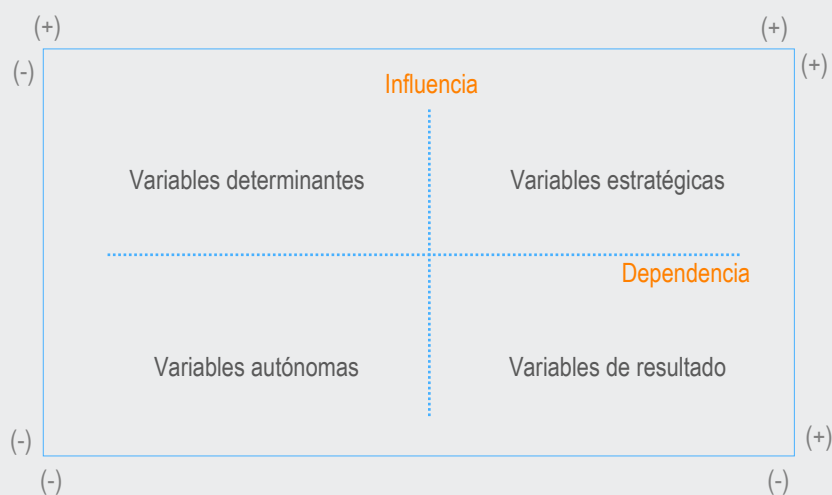 (+)
(+)
(-)
(+)
Influencia
Variables determinantes
Variables estratégicas
Dependencia
Variables autónomas
Variables de resultado
(-)
(+)
(-)
(-)